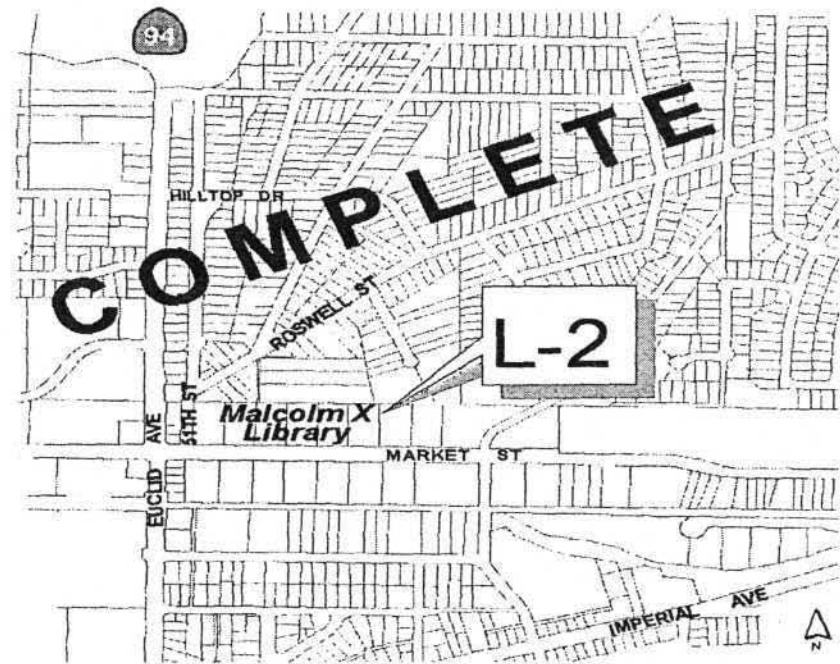 94
COMPLETE
HILLTOP DR
ROSWELL ST
L-2
51TH ST
Malcolm X
Library
EUCLID AVE
MARKET ST
IMPERIAL AVE
N